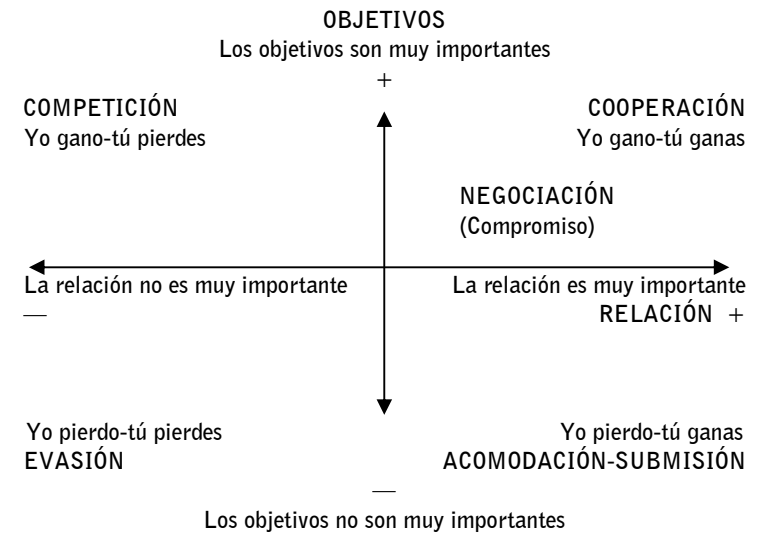 OBJETIVOS
Los objetivos son muy importantes
+
COMPETICIÓN
Yo gano-tú pierdes
COOPERACIÓN
Yo gano-tú ganas
NEGOCIACIÓN
(Compromiso)
La relación no es muy importante
—
La relación es muy importante
RELACIÓN +
Yo pierdo-tú pierdes
EVASIÓN
Yo pierdo-tú ganas
ACOMODACIÓN-SUBMISIÓN
—
Los objetivos no son muy importantes